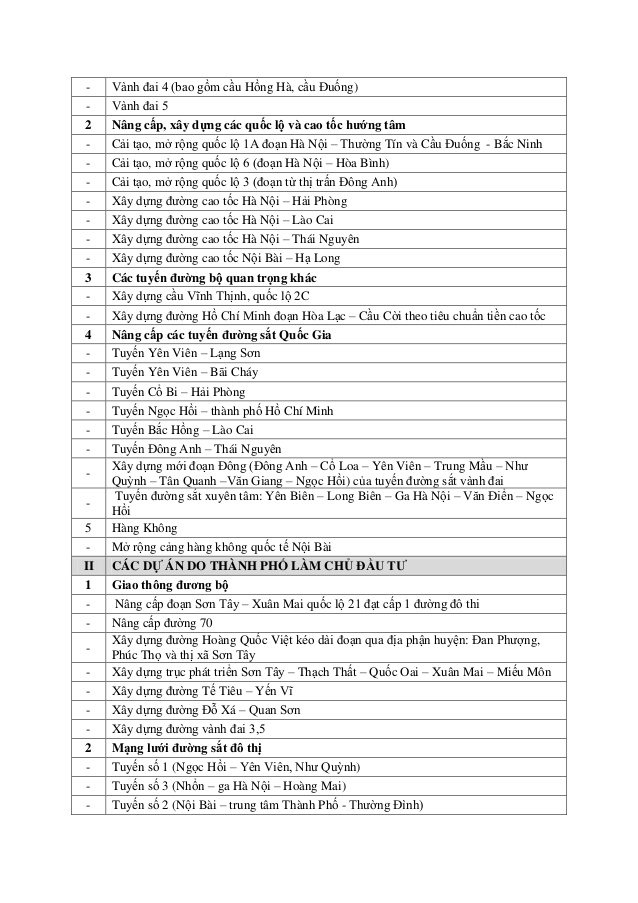 - Vành đai 4 (bao gồm cầu Hồng Hà, cầu Đuống)
- Vành đai 5
2 Nâng cấp, xây dựng các quốc lộ và cao tốc hướng tâm
- Cải tạo, mở rộng quốc lộ 1A đoạn Hà Nội – Thường Tín và Cầu Đuống - Bắc Ninh
- Cải tạo, mở rộng quốc lộ 6 (đoạn Hà Nội – Hòa Bình)
- Cải tạo, mở rộng quốc lộ 3 (đoạn từ thị trấn Đông Anh)
- Xây dựng đường cao tốc Hà Nội – Hải Phòng
- Xây dựng đường cao tốc Hà Nội – Lào Cai
- Xây dựng đường cao tốc Hà Nội – Thái Nguyên
- Xây dựng đường cao tốc Nội Bài – Hạ Long
3 Các tuyến đường bộ quan trọng khác
- Xây dựng cầu Vĩnh Thịnh, quốc lộ 2C
- Xây dựng đường Hồ Chí Minh đoạn Hòa Lạc – Cầu Cời theo tiêu chuẩn tiền cao tốc
4 Nâng cấp các tuyến đường sắt Quốc Gia
- Tuyến Yên Viên – Lạng Sơn
- Tuyến Yên Viên – Bãi Cháy
- Tuyến Cổ Bi – Hải Phòng
- Tuyến Ngọc Hồi – thành phố Hồ Chí Minh
- Tuyến Bắc Hồng – Lào Cai
- Tuyến Đông Anh – Thái Nguyên
- Xây dựng mới đoạn Đông (Đông Anh – Cổ Loa – Yên Viên – Trung Mầu – Như
Quỳnh – Tân Quanh –Văn Giang – Ngọc Hồi) của tuyến đường sắt vành đai
- Tuyến đường sắt xuyên tâm: Yên Biên – Long Biên – Ga Hà Nội – Văn Điển – Ngọc
Hồi
5 Hàng Không
- Mở rộng cảng hàng không quốc tế Nội Bài
II CÁC DỰ ÁN DO THÀNH PHỐ LÀM CHỦ ĐẦU TƯ
1 Giao thông đương bộ
- Nâng cấp đoạn Sơn Tây – Xuân Mai quốc lộ 21 đạt cấp 1 đường đô thi
- Nâng cấp đường 70
- Xây dựng đường Hoàng Quốc Việt kéo dài đoạn qua địa phận huyện: Đan Phượng,
Phúc Thọ và thị xã Sơn Tây
- Xây dựng trục phát triển Sơn Tây – Thạch Thất – Quốc Oai – Xuân Mai – Miếu Môn
- Xây dựng đường Tế Tiêu – Yến Vĩ
- Xây dựng đường Đỗ Xá – Quan Sơn
- Xây dựng đường vành đai 3,5
2 Mạng lưới đường sắt đô thị
- Tuyến số 1 (Ngọc Hồi – Yên Viên, Như Quỳnh)
- Tuyến số 3 (Nhổn – ga Hà Nội – Hoàng Mai)
- Tuyến số 2 (Nội Bài – trung tâm Thành Phố - Thường Đình)